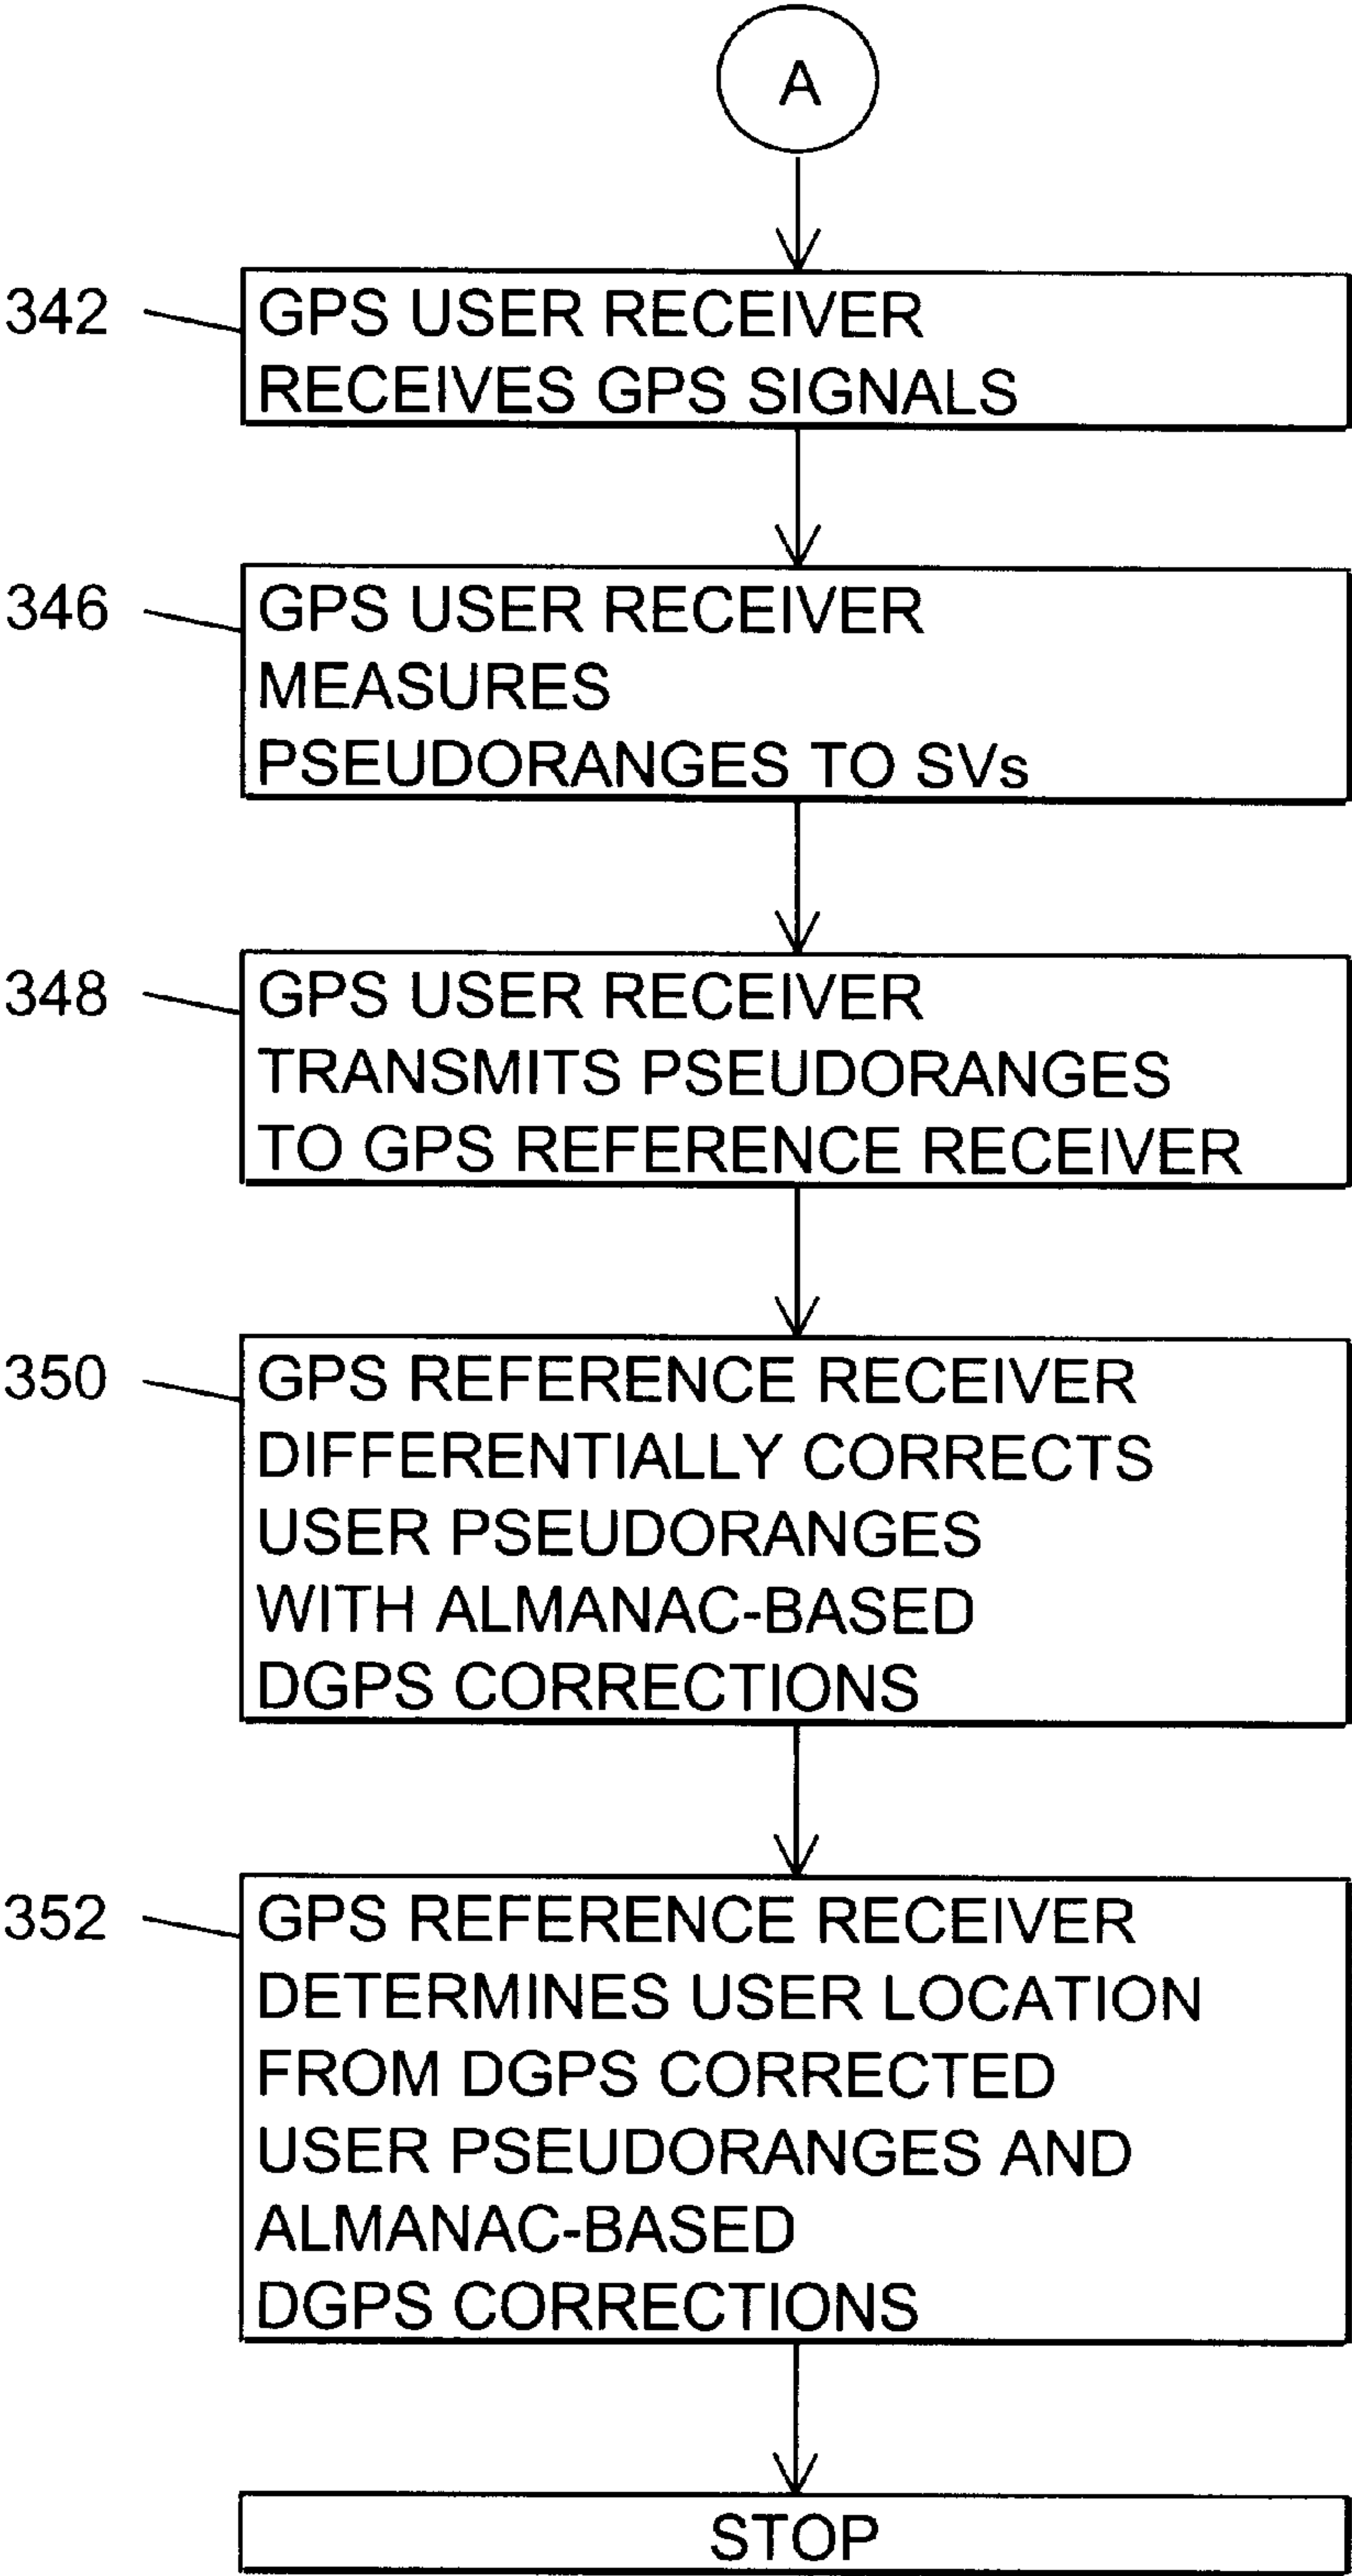 A
342
GPS USER RECEIVER
RECEIVES GPS SIGNALS
346
GPS USER RECEIVER
MEASURES
PSEUDORANGES TO SVs
348
GPS USER RECEIVER
TRANSMITS PSEUDORANGES
TO GPS REFERENCE RECEIVER
350
GPS REFERENCE RECEIVER
DIFFERENTIALLY CORRECTS
USER PSEUDORANGES
WITH ALMANAC-BASED
DGPS CORRECTIONS
352
GPS REFERENCE RECEIVER
DETERMINES USER LOCATION
FROM DGPS CORRECTED
USER PSEUDORANGES AND
ALMANAC-BASED
DGPS CORRECTIONS
STOP